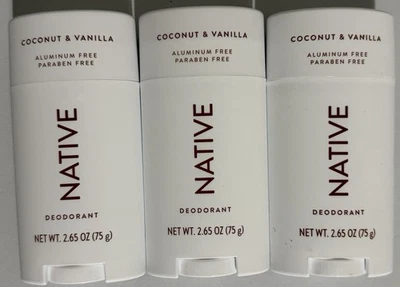 COCONUT & VANILLA
ALUMINUM FREE
PARABEN FREE
NATIVE
DEODORANT
NET WT. 2.65 OZ (75 g)
COCONUT & VANILLA
ALUMINUM FREE
PARABEN FREE
NATIVE
DEODORANT
NET WT. 2.65 OZ (75 g)
COCONUT & VANILLA
ALUMINUM FREE
PARABEN FREE
NATIVE
DEODORANT
NET WT. 2.65 OZ (75 g)